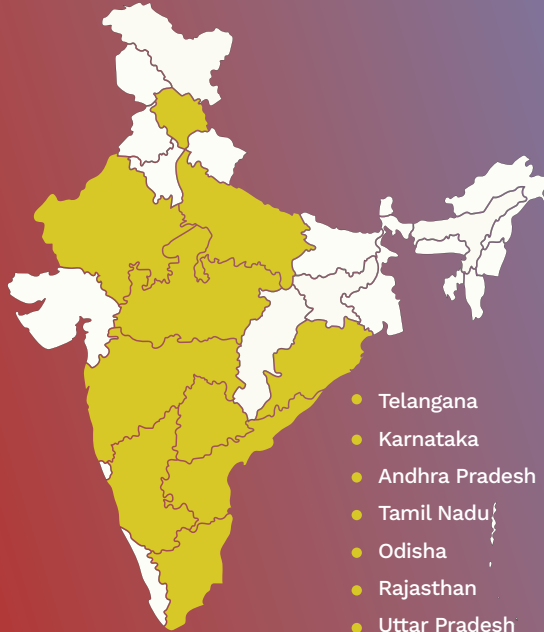 Telangana
Karnataka
Andhra Pradesh
Tamil Nadu
Odisha
Rajasthan
Uttar Pradesh